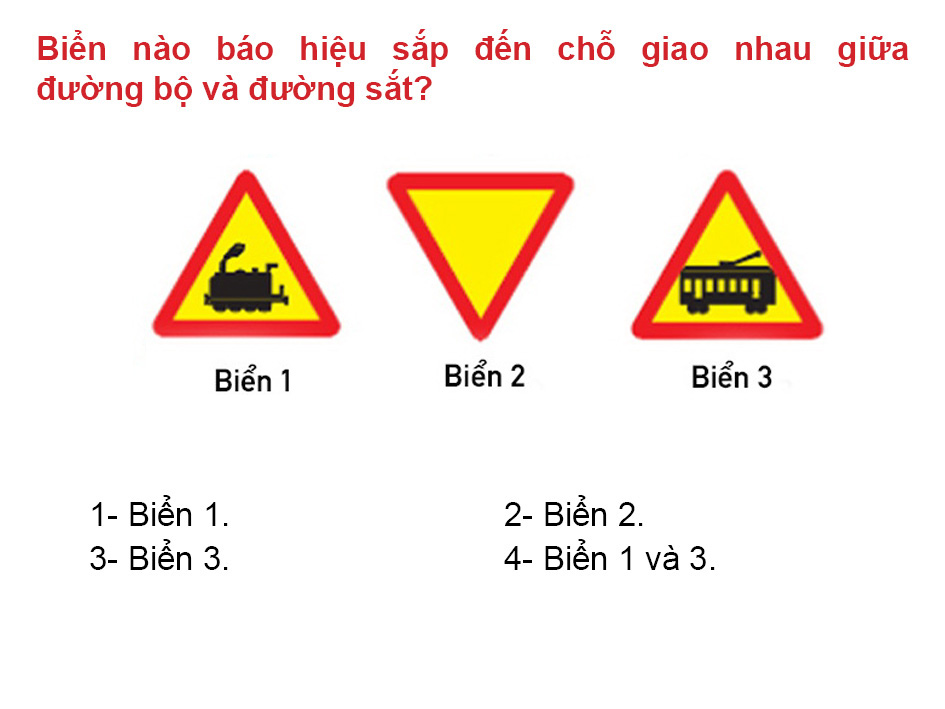 Biển nào báo hiệu sắp đến chỗ giao nhau giữa
đường bộ và đường sắt?
Biển 1
Biển 2
Biển 3
1- Biển 1.
2- Biển 2.
3- Biển 3.
4- Biển 1 và 3.